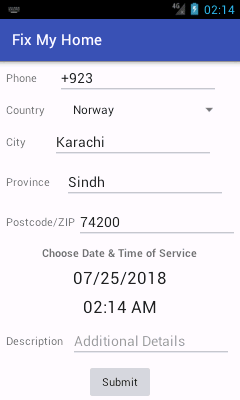 4G 02:14
Fix My Home
Phone +923
Country Norway
City Karachi
Province Sindh
Postcode/ZIP 74200
Choose Date & Time of Service
07/25/2018
02:14 AM
Description Additional Details
Submit